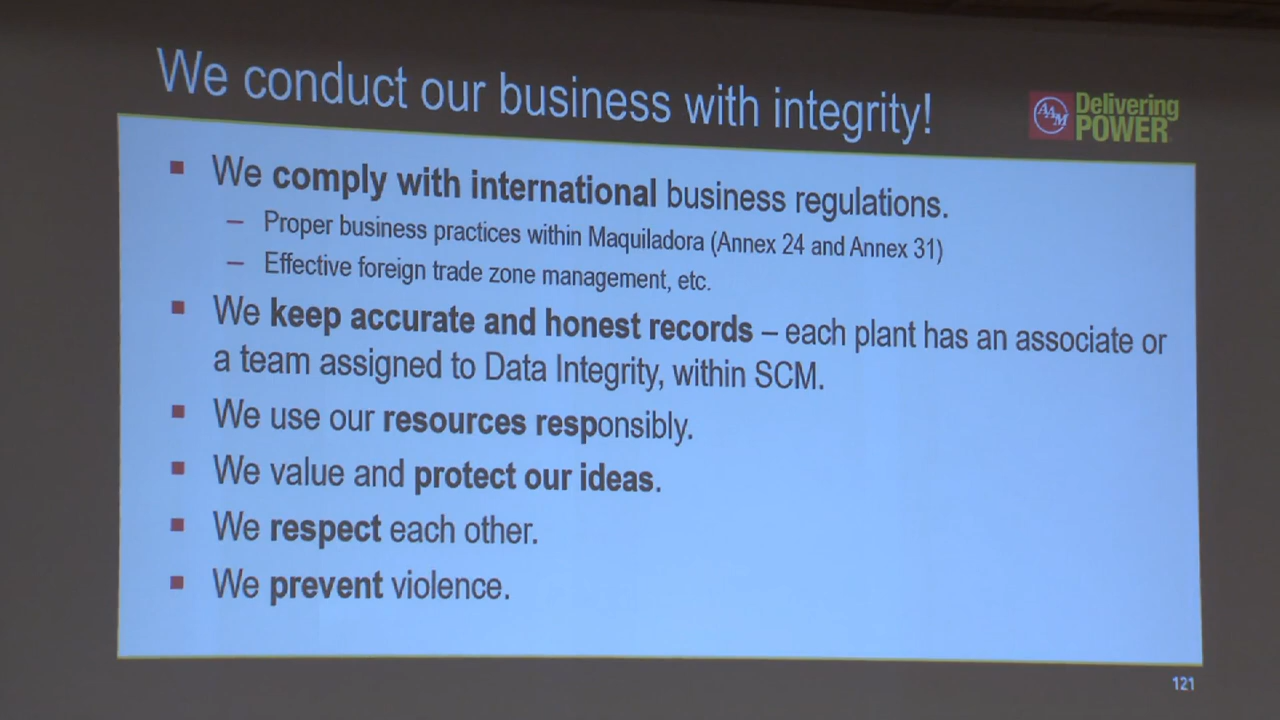 We conduct our business with integrity!
AAM
Delivering
POWER
We comply with international business regulations.
– Proper business practices within Maquiladora (Annex 24 and Annex 31)
– Effective foreign trade zone management, etc.
We keep accurate and honest records – each plant has an associate or
a team assigned to Data Integrity, within SCM.
We use our resources responsibly.
We value and protect our ideas.
We respect each other.
We prevent violence.
121